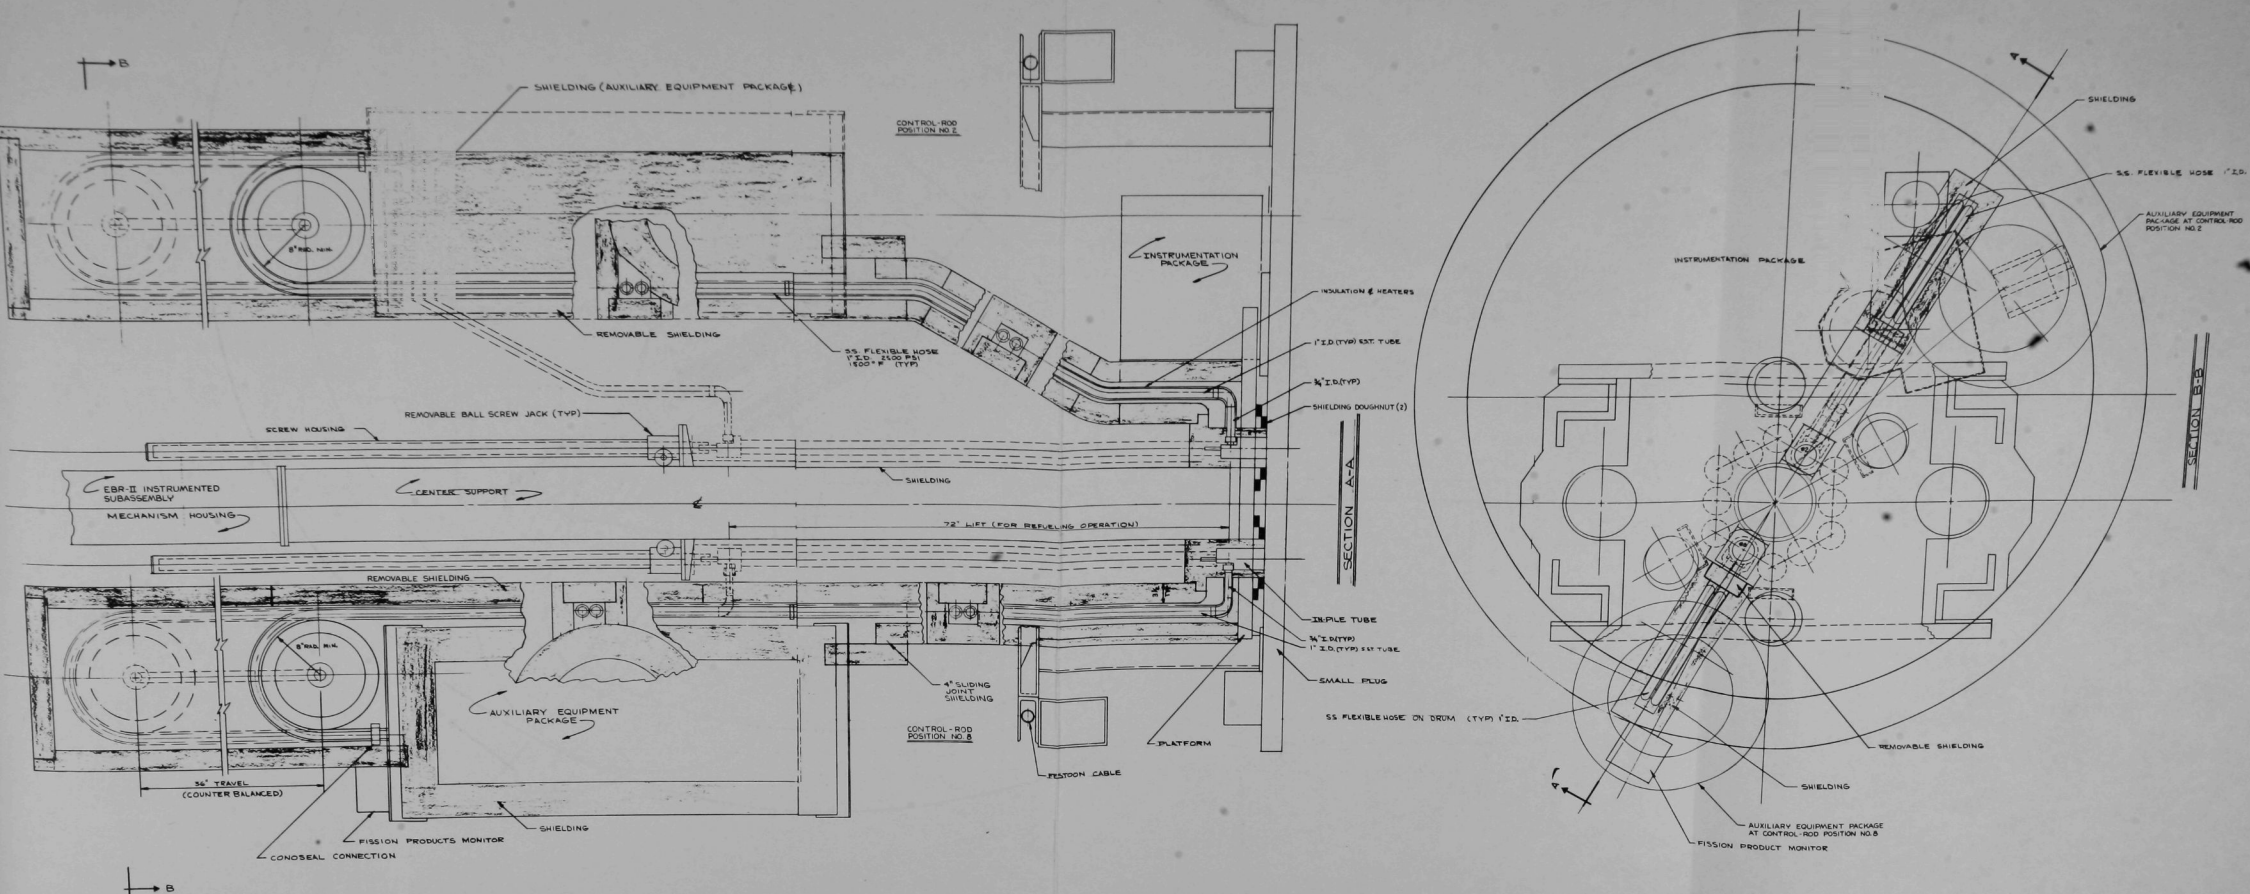 B
SHIELDING (AUXILIARY EQUIPMENT PACKAGE)
CONTROL-ROD
POSITION NO.2
8" RAD. MIN.
INSTRUMENTATION
PACKAGE
REMOVABLE SHIELDING
S.S. FLEXIBLE HOSE
1" I.D. 2500 PSI
1500° F (TYP)
INSULATION & HEATERS
1" I.D.(TYP) EST. TUBE
¾" I.D.(TYP)
SHIELDING DOUGHNUT(2)
REMOVABLE BALL SCREW JACK (TYP)
SCREW HOUSING
SHIELDING
EBR-II INSTRUMENTED
SUBASSEMBLY
MECHANISM HOUSING
CENTER SUPPORT
72" LIFT (FOR REFUELING OPERATION)
SECTION A-A
REMOVABLE SHIELDING
8" RAD. MIN.
IN-PILE TUBE
¾" I.D(TYP)
1" I.D.(TYP) EST TUBE
SMALL PLUG
4" SLIDING
JOINT
SHIELDING
AUXILIARY EQUIPMENT
PACKAGE
CONTROL-ROD
POSITION NO.8
PLATFORM
FESTOON CABLE
36" TRAVEL
(COUNTER BALANCED)
SHIELDING
FISSION PRODUCTS MONITOR
CONOSEAL CONNECTION
B
A
SHIELDING
S.S. FLEXIBLE HOSE 1" I.D.
AUXILIARY EQUIPMENT
PACKAGE AT CONTROL-ROD
POSITION NO.2
INSTRUMENTATION PACKAGE
SECTION B-B
SS FLEXIBLE HOSE ON DRUM (TYP) 1" I.D.
REMOVABLE SHIELDING
SHIELDING
AUXILIARY EQUIPMENT PACKAGE
AT CONTROL-ROD POSITION NO.8
FISSION PRODUCT MONITOR
A